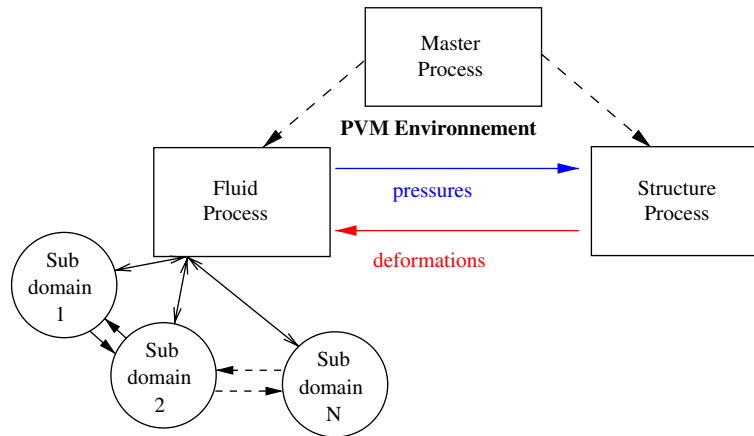 Master
Process
PVM Environnement
Fluid
Process
pressures
Structure
Process
deformations
Sub
domain
1
Sub
domain
2
Sub
domain
N